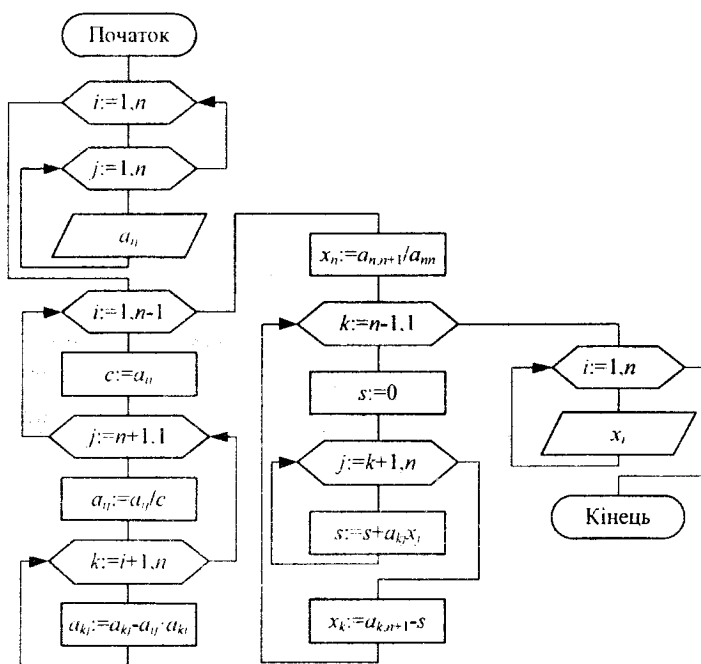 Початок
i:=1,n
j:=1,n
a_ij
i:=1,n-1
c:=a_ii
j:=n+1,1
a_ij:=a_ij/c
k:=i+1,n
a_kj:=a_kj-a_ij·a_ki
x_n:=a_n,n+1/a_nn
k:=n-1,1
s:=0
j:=k+1,n
s:=s+a_kj x_j
x_k:=a_k,n+1-s
i:=1,n
x_i
Кінець